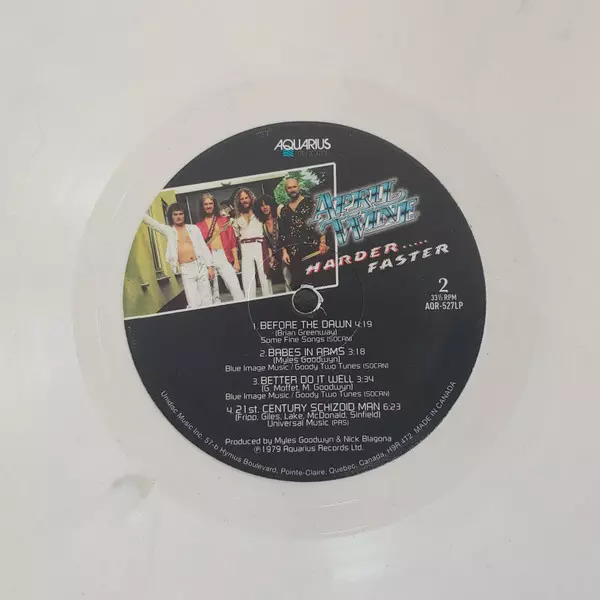 AQUARIUS
APRIL
WINE
HARDER.....
FASTER
2
33⅓ RPM
AQR-527LP
1. BEFORE THE DAWN 4:19
(Brian Greenway)
Some Fine Songs (SOCAN)
2. BABES IN ARMS 3:18
(Myles Goodwyn)
Blue Image Music / Goody Two Tunes (SOCAN)
3. BETTER DO IT WELL 3:34
(G. Moffet, M. Goodwyn)
Blue Image Music / Goody Two Tunes (SOCAN)
4. 21st. CENTURY SCHIZOID MAN 6:23
(Fripp, Giles, Lake, McDonald, Sinfield)
Universal Music (PRS)
Produced by Myles Goodwyn & Nick Blagona
℗1979 Aquarius Records Ltd.
Unidisc Music Inc. 57-b Hymus Boulevard, Pointe-Claire, Quebec, Canada, H9R 4T2 MADE IN CANADA